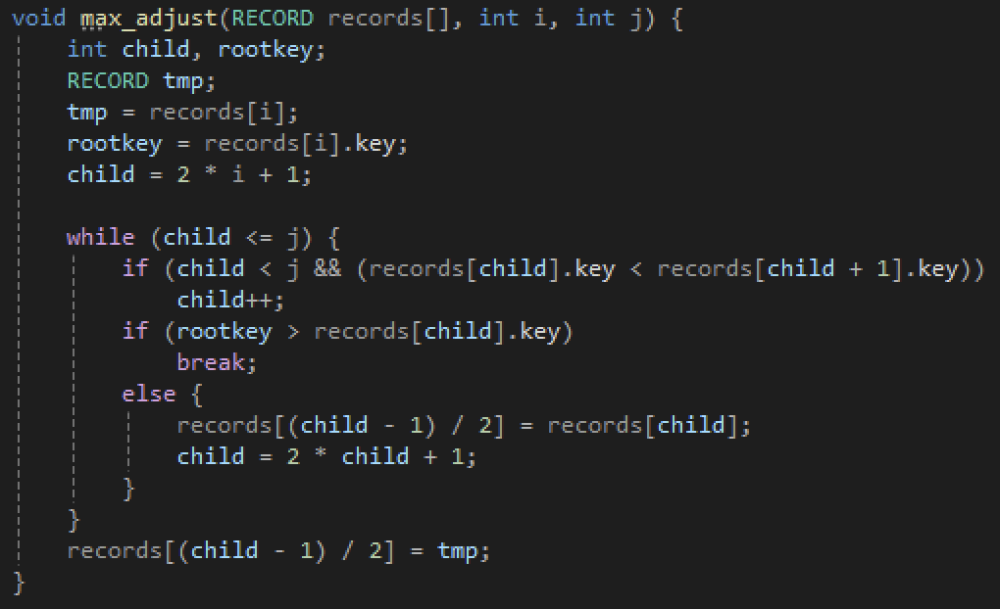 void max_adjust(RECORD records[], int i, int j) {
    int child, rootkey;
    RECORD tmp;
    tmp = records[i];
    rootkey = records[i].key;
    child = 2 * i + 1;

    while (child <= j) {
        if (child < j && (records[child].key < records[child + 1].key))
            child++;
        if (rootkey > records[child].key)
            break;
        else {
            records[(child - 1) / 2] = records[child];
            child = 2 * child + 1;
        }
    }
    records[(child - 1) / 2] = tmp;
}